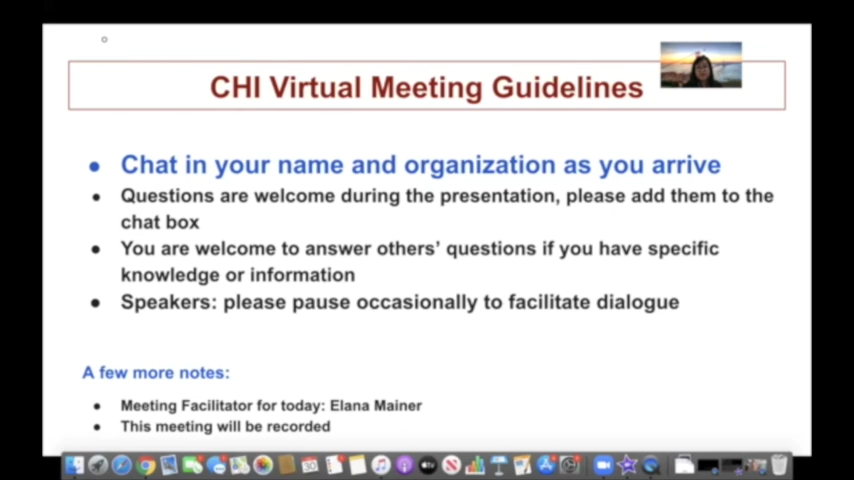 CHI Virtual Meeting Guidelines
• Chat in your name and organization as you arrive
• Questions are welcome during the presentation, please add them to the
chat box
• You are welcome to answer others’ questions if you have specific
knowledge or information
• Speakers: please pause occasionally to facilitate dialogue
A few more notes:
• Meeting Facilitator for today: Elana Mainer
• This meeting will be recorded